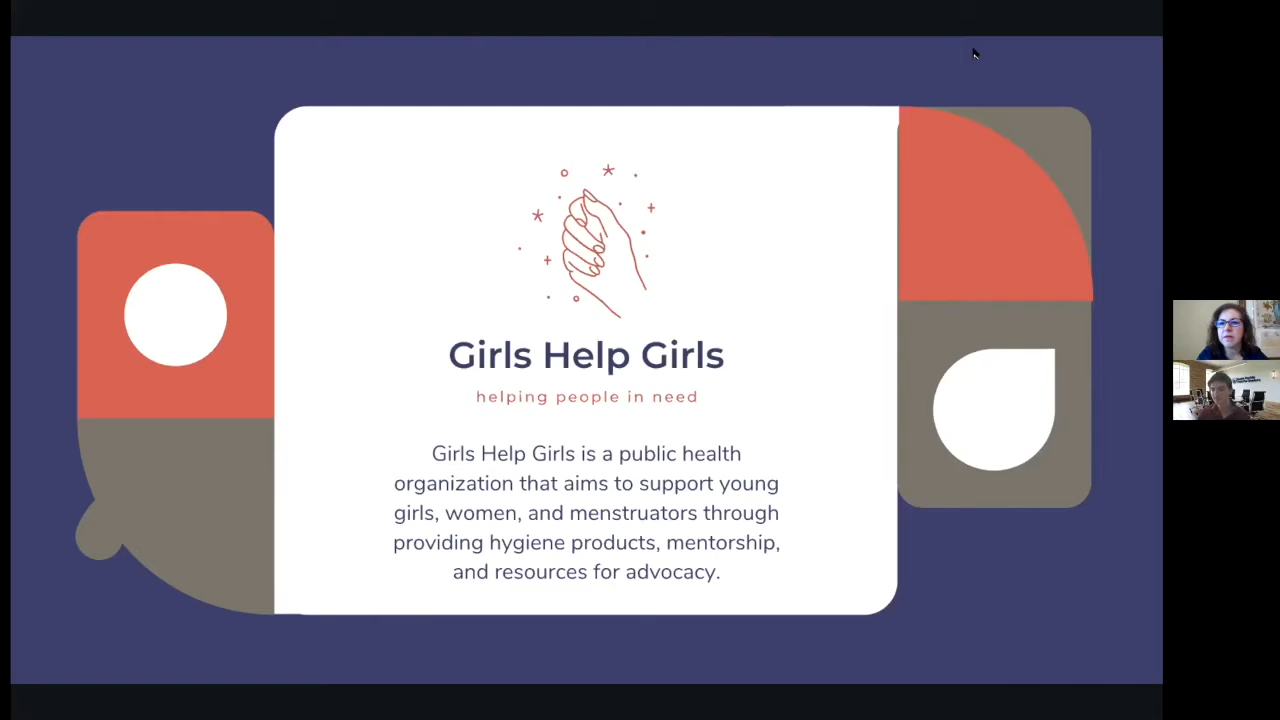 Girls Help Girls
helping people in need
Girls Help Girls is a public health
organization that aims to support young
girls, women, and menstruators through
providing hygiene products, mentorship,
and resources for advocacy.